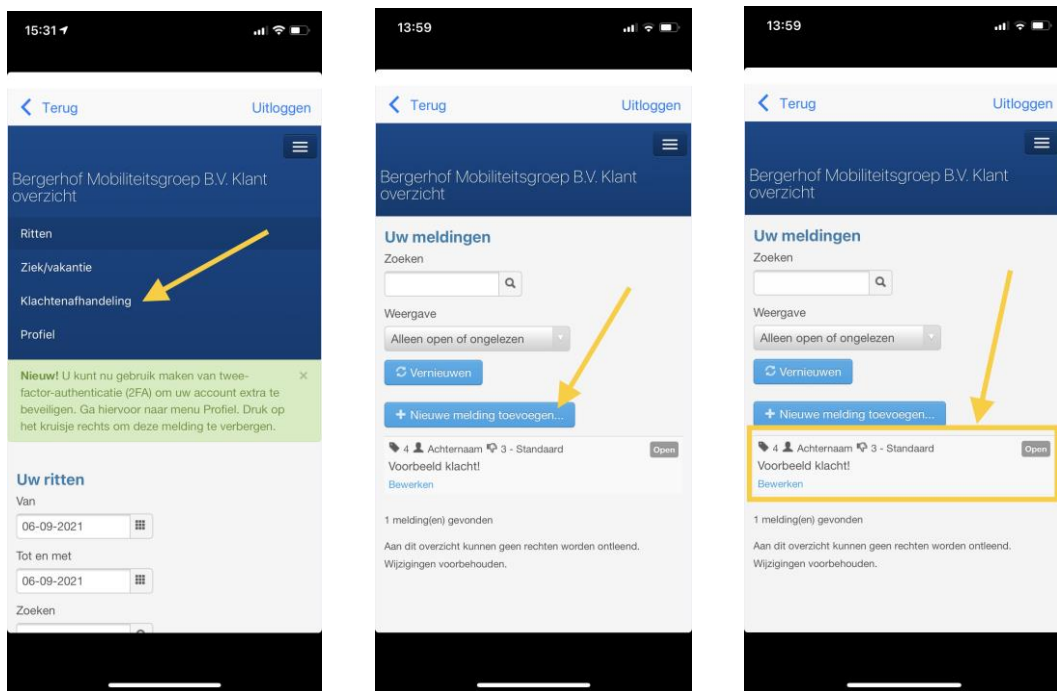 15:31
Terug
Uitloggen
Bergerhof Mobiliteitsgroep B.V. Klant
overzicht
Ritten
Ziek/vakantie
Klachtenafhandeling
Profiel
Nieuw! U kunt nu gebruik maken van twee-
factor-authenticatie (2FA) om uw account extra te
beveiligen. Ga hiervoor naar menu Profiel. Druk op
het kruisje rechts om deze melding te verbergen.
×
Uw ritten
Van
06-09-2021
Tot en met
06-09-2021
Zoeken
13:59
Terug
Uitloggen
Bergerhof Mobiliteitsgroep B.V. Klant
overzicht
Uw meldingen
Zoeken
Weergave
Alleen open of ongelezen
Vernieuwen
+ Nieuwe melding toevoegen...
4 Achternaam 3 - Standaard
Open
Voorbeeld klacht!
Bewerken
1 melding(en) gevonden
Aan dit overzicht kunnen geen rechten worden ontleend.
Wijzigingen voorbehouden.
13:59
Terug
Uitloggen
Bergerhof Mobiliteitsgroep B.V. Klant
overzicht
Uw meldingen
Zoeken
Weergave
Alleen open of ongelezen
Vernieuwen
+ Nieuwe melding toevoegen...
4 Achternaam 3 - Standaard
Open
Voorbeeld klacht!
Bewerken
1 melding(en) gevonden
Aan dit overzicht kunnen geen rechten worden ontleend.
Wijzigingen voorbehouden.